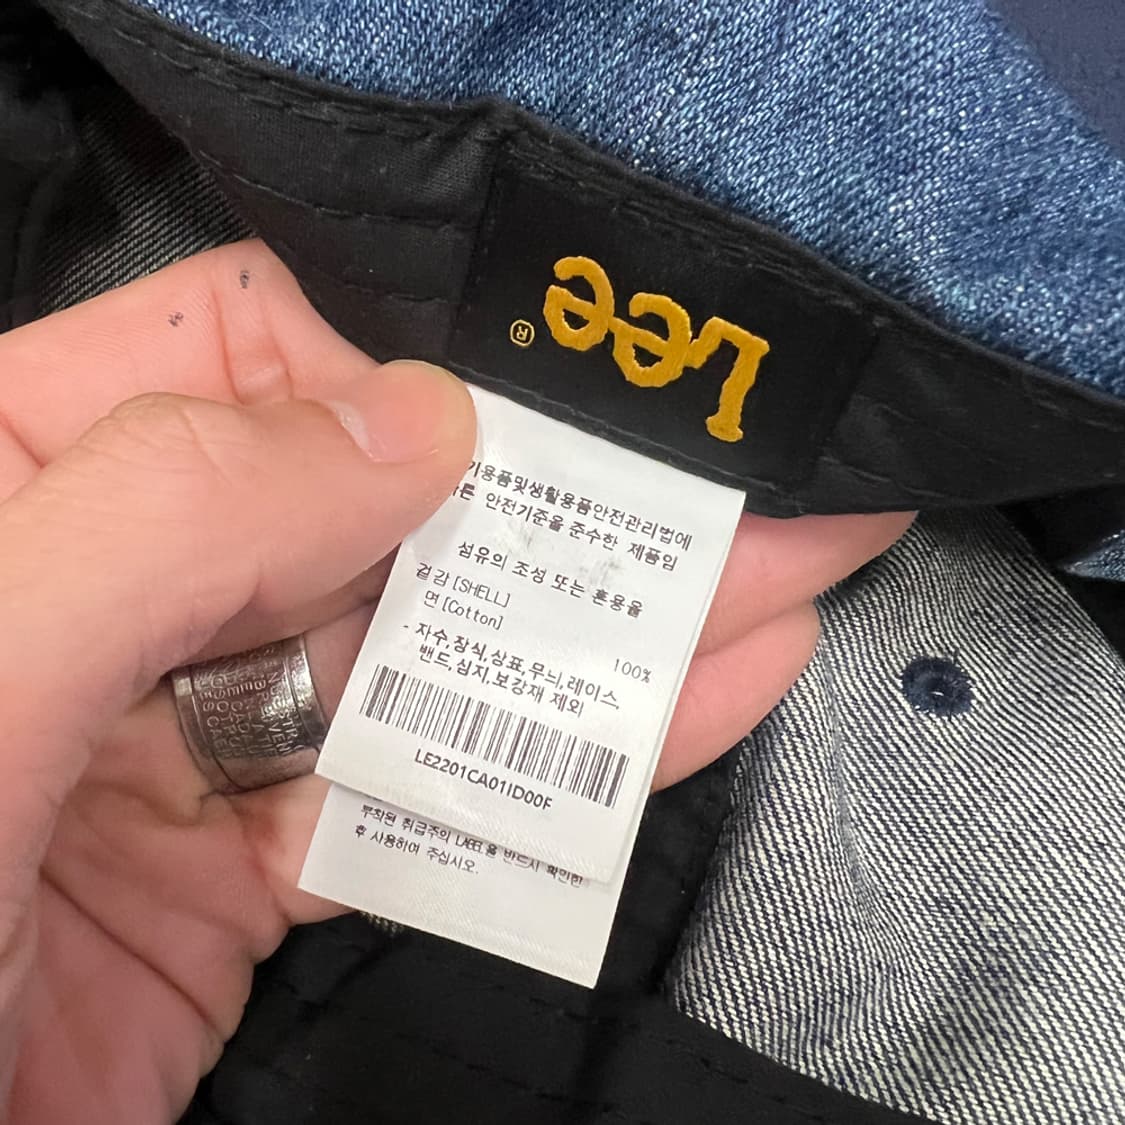 Lee®
기용품및생활용품안전관리법에
른 안전기준을 준수한 제품임
섬유의 조성 또는 혼용율
겉감[SHELL]
면[Cotton] 100%
- 자수,장식,상표,무늬,레이스,
밴드,심지,보강재 제외
LE2201CA01ID00F
부착된 취급주의 LABEL을 반드시 확인한
후 사용하여 주십시오.